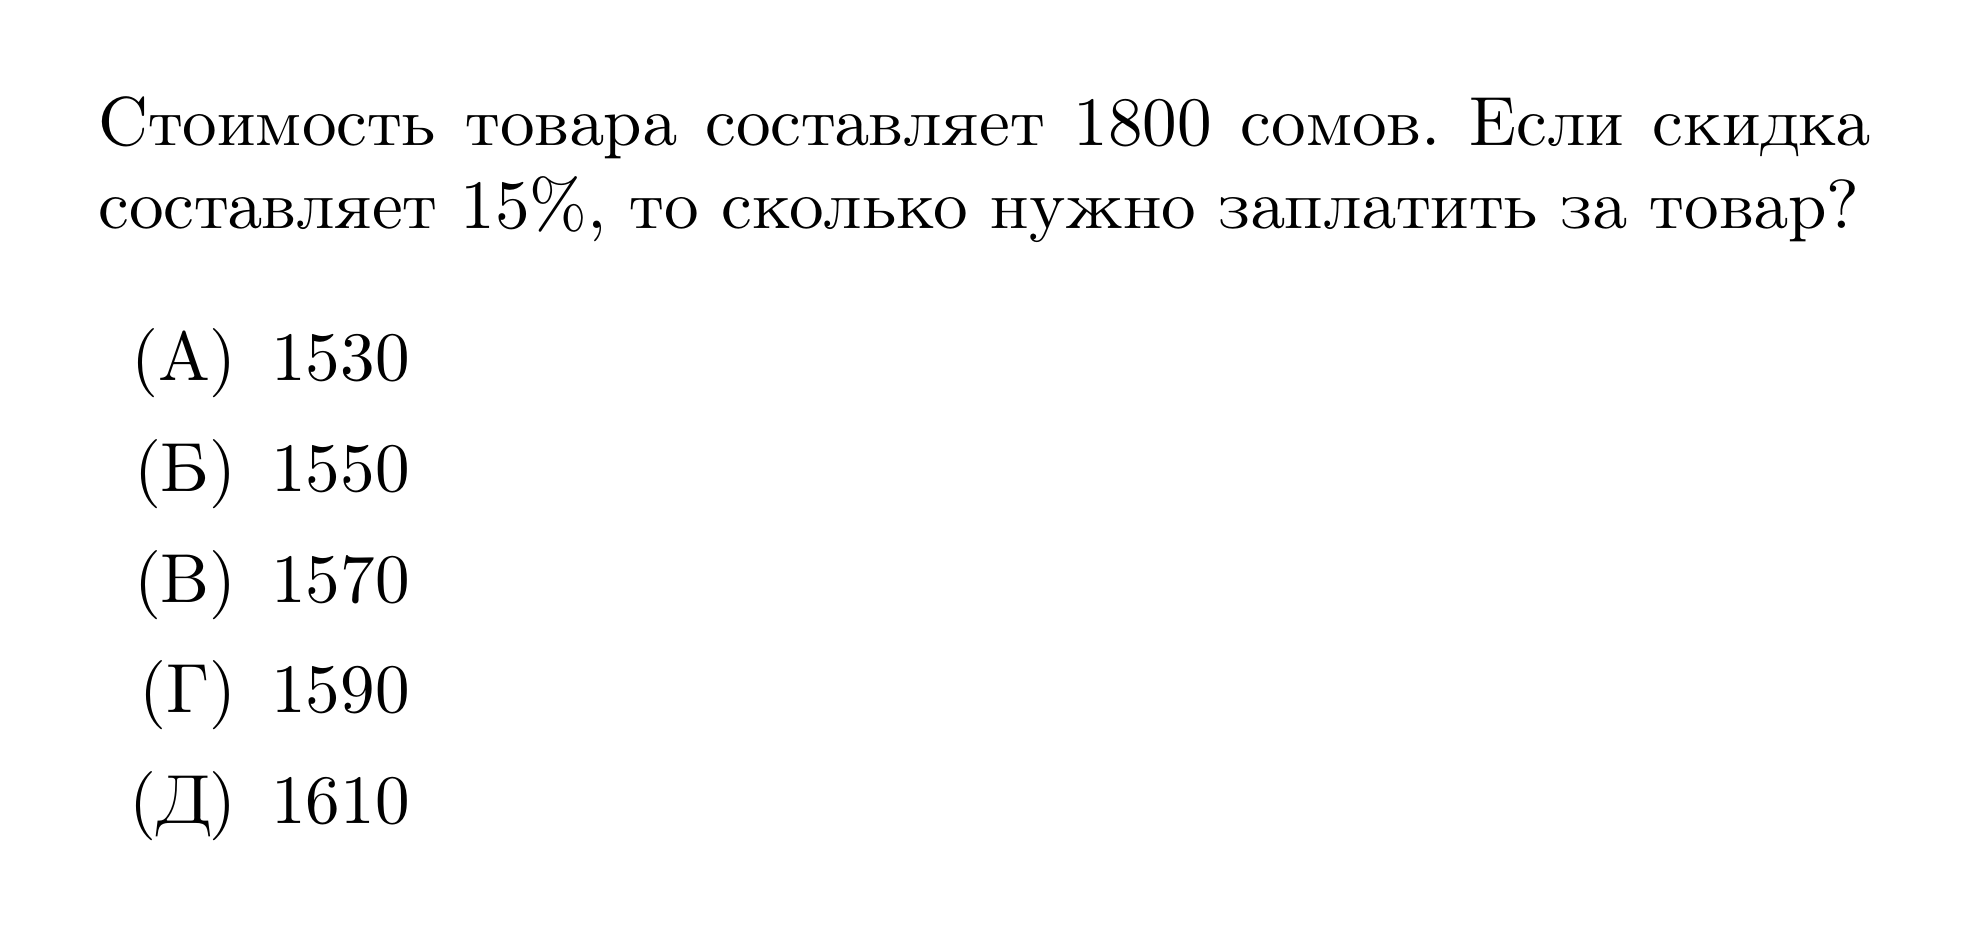 Стоимость товара составляет 1800 сомов. Если скидка
составляет 15%, то сколько нужно заплатить за товар?
(А) 1530
(Б) 1550
(В) 1570
(Г) 1590
(Д) 1610